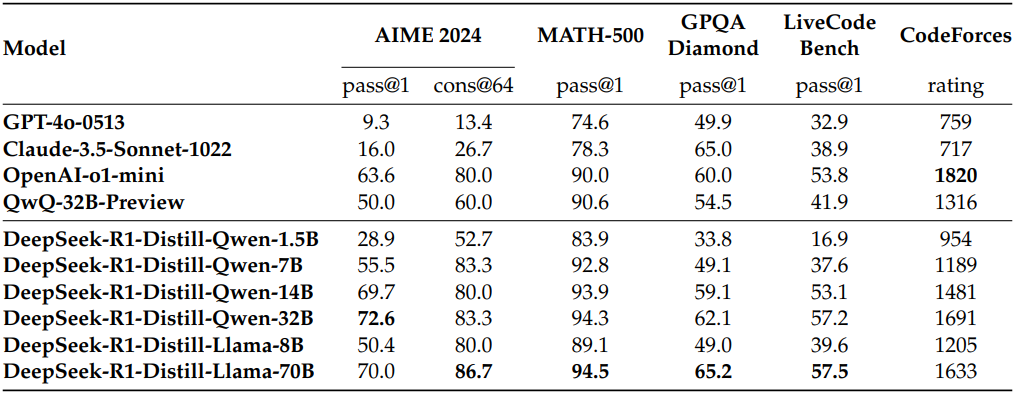 Model AIME 2024 MATH-500 GPQA Diamond LiveCode Bench CodeForces
pass@1 cons@64 pass@1 pass@1 pass@1 rating
GPT-4o-0513 9.3 13.4 74.6 49.9 32.9 759
Claude-3.5-Sonnet-1022 16.0 26.7 78.3 65.0 38.9 717
OpenAI-o1-mini 63.6 80.0 90.0 60.0 53.8 1820
QwQ-32B-Preview 50.0 60.0 90.6 54.5 41.9 1316
DeepSeek-R1-Distill-Qwen-1.5B 28.9 52.7 83.9 33.8 16.9 954
DeepSeek-R1-Distill-Qwen-7B 55.5 83.3 92.8 49.1 37.6 1189
DeepSeek-R1-Distill-Qwen-14B 69.7 80.0 93.9 59.1 53.1 1481
DeepSeek-R1-Distill-Qwen-32B 72.6 83.3 94.3 62.1 57.2 1691
DeepSeek-R1-Distill-Llama-8B 50.4 80.0 89.1 49.0 39.6 1205
DeepSeek-R1-Distill-Llama-70B 70.0 86.7 94.5 65.2 57.5 1633